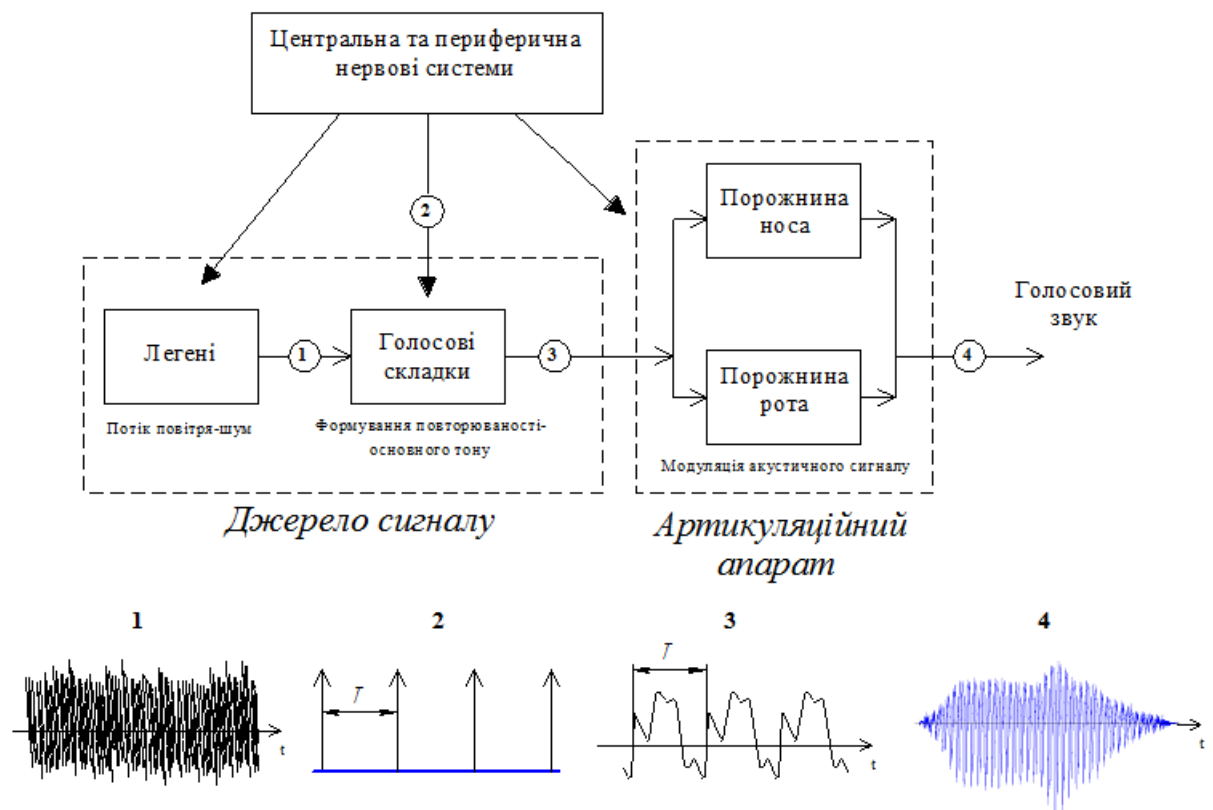 Центральна та периферична
нервові системи
2
Порожнина
носа
Голосовий
звук
Легені
1
Голосові
складки
3
4
Порожнина
рота
Потік повітря-шум
Формування повторюваності-
основного тону
Модуляція акустичного сигналу
Джерело сигналу
Артикуляційний
апарат
1
2
3
4
T
T
t
t
t